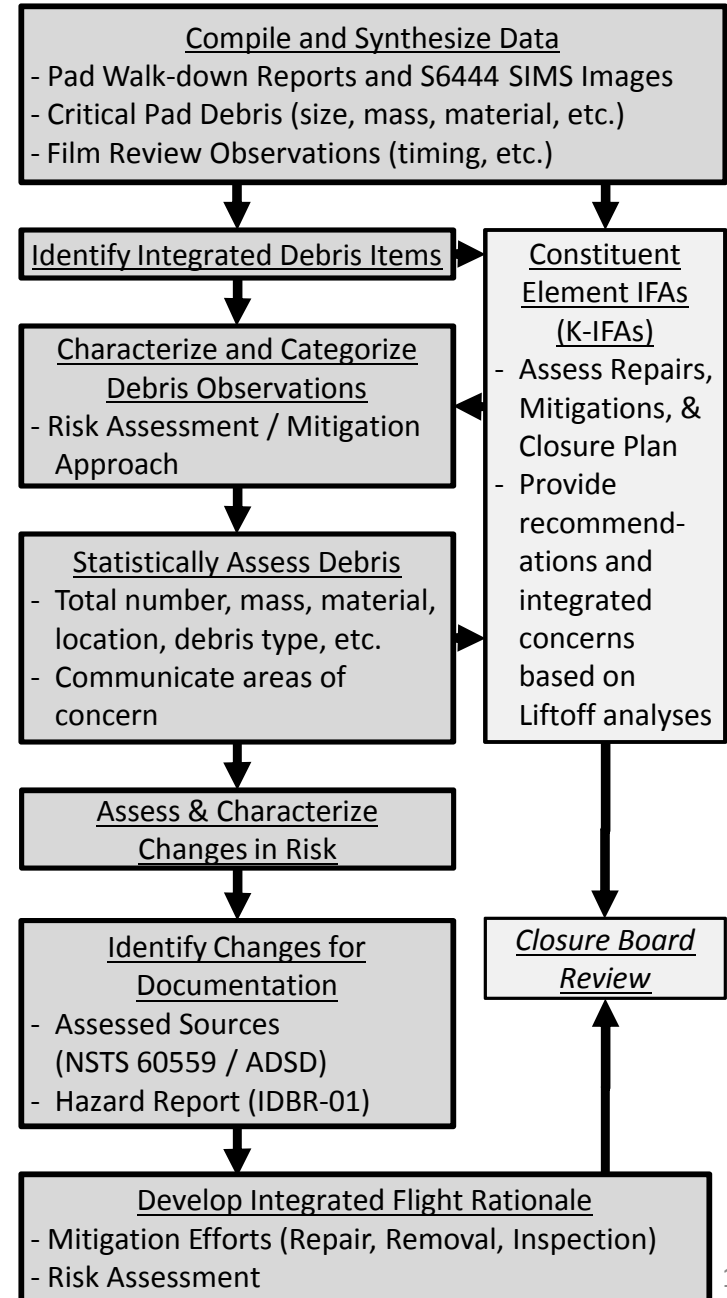 Compile and Synthesize Data
- Pad Walk-down Reports and S6444 SIMS Images
- Critical Pad Debris (size, mass, material, etc.)
- Film Review Observations (timing, etc.)
Identify Integrated Debris Items
Characterize and Categorize
Debris Observations
- Risk Assessment / Mitigation
Approach
Statistically Assess Debris
- Total number, mass, material,
location, debris type, etc.
- Communicate areas of
concern
Constituent
Element IFAs
(K-IFAs)
- Assess Repairs,
Mitigations, &
Closure Plan
- Provide
recommend-
ations and
integrated
concerns
based on
Liftoff analyses
Assess & Characterize
Changes in Risk
Identify Changes for
Documentation
- Assessed Sources
(NSTS 60559 / ADSD)
- Hazard Report (IDBR-01)
Closure Board
Review
Develop Integrated Flight Rationale
- Mitigation Efforts (Repair, Removal, Inspection)
- Risk Assessment